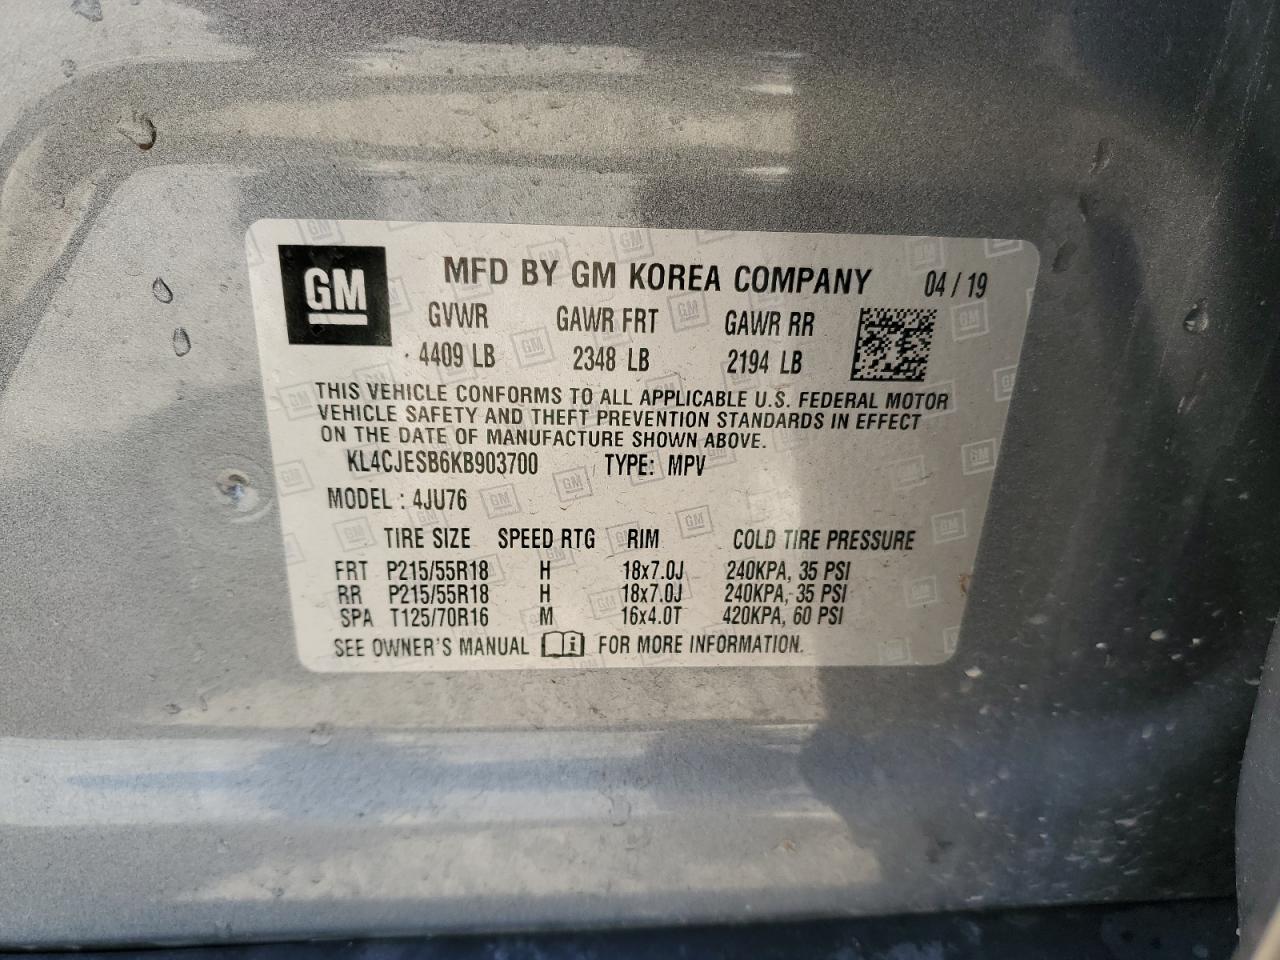 GM
MFD BY GM KOREA COMPANY 04 / 19
GVWR GAWR FRT GAWR RR
4409 LB 2348 LB 2194 LB
THIS VEHICLE CONFORMS TO ALL APPLICABLE U.S. FEDERAL MOTOR
VEHICLE SAFETY AND THEFT PREVENTION STANDARDS IN EFFECT
ON THE DATE OF MANUFACTURE SHOWN ABOVE.
KL4CJESB6KB903700 TYPE: MPV
MODEL : 4JU76
TIRE SIZE SPEED RTG RIM COLD TIRE PRESSURE
FRT P215/55R18 H 18x7.0J 240KPA, 35 PSI
RR P215/55R18 H 18x7.0J 240KPA, 35 PSI
SPA T125/70R16 M 16x4.0T 420KPA, 60 PSI
SEE OWNER'S MANUAL i FOR MORE INFORMATION.